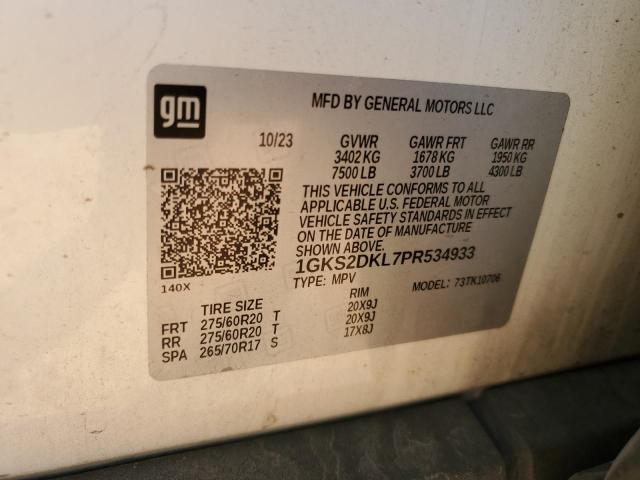 gm
MFD BY GENERAL MOTORS LLC
10/23 GVWR GAWR FRT GAWR RR
3402 KG 1678 KG 1950 KG
7500 LB 3700 LB 4300 LB
THIS VEHICLE CONFORMS TO ALL
APPLICABLE U.S. FEDERAL MOTOR
VEHICLE SAFETY STANDARDS IN EFFECT
ON THE DATE OF MANUFACTURE
SHOWN ABOVE.
1GKS2DKL7PR534933
140X TYPE: MPV MODEL: 73TK10706
TIRE SIZE RIM
FRT 275/60R20 T 20X9J
RR 275/60R20 T 20X9J
SPA 265/70R17 S 17X8J